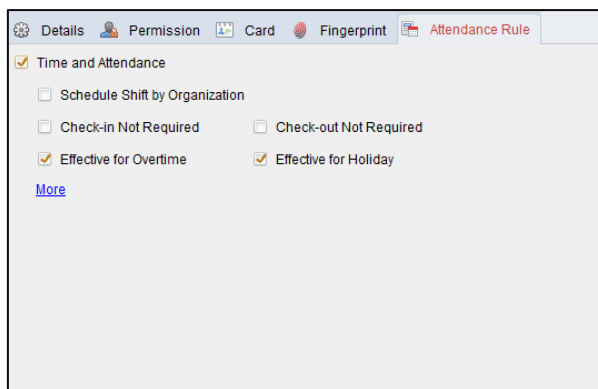 Details Permission Card Fingerprint Attendance Rule
Time and Attendance
Schedule Shift by Organization
Check-in Not Required Check-out Not Required
Effective for Overtime Effective for Holiday
More